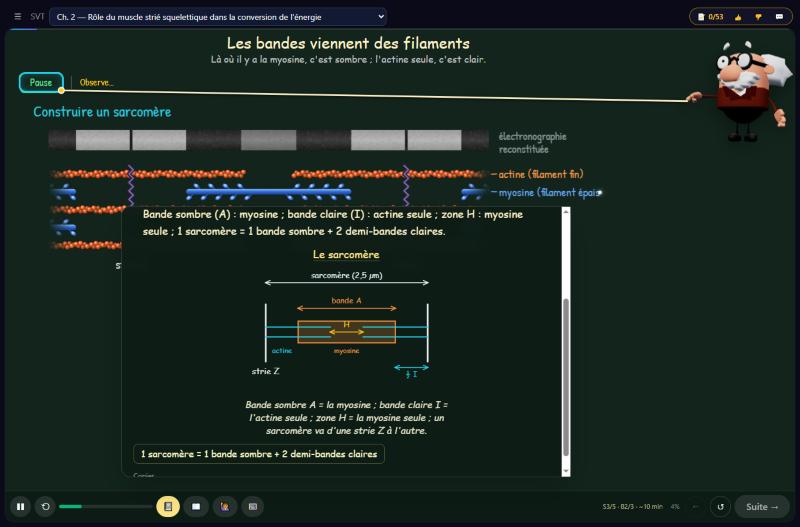 SVT
Ch. 2 — Rôle du muscle strié squelettique dans la conversion de l'énergie
0/53
Les bandes viennent des filaments
Là où il y a la myosine, c'est sombre ; l'actine seule, c'est clair.
Pause
Observe...
Construire un sarcomère
électronographie
reconstituée
actine (filament fin)
myosine (filament épais
Bande sombre (A) : myosine ; bande claire (I) : actine seule ; zone H : myosine
seule ; 1 sarcomère = 1 bande sombre + 2 demi-bandes claires.
Le sarcomère
sarcomère (2,5 µm)
bande A
H
actine
myosine
strie Z
½ I
Bande sombre A = la myosine ; bande claire I =
l'actine seule ; zone H = la myosine seule ; un
sarcomère va d'une strie Z à l'autre.
1 sarcomère = 1 bande sombre + 2 demi-bandes claires
S3/5 · B2/3 · ~10 min
4%
Suite →